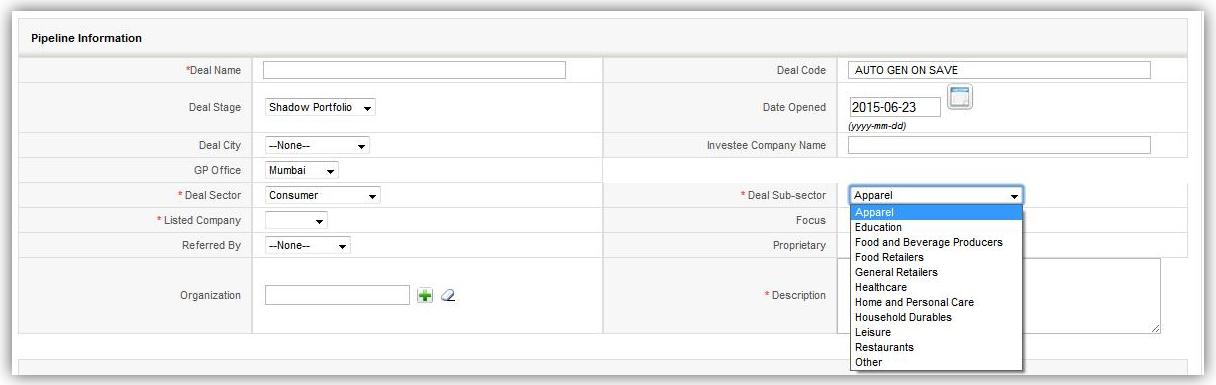 Pipeline Information
*Deal Name
Deal Code AUTO GEN ON SAVE
Deal Stage Shadow Portfolio
Date Opened 2015-06-23
(yyyy-mm-dd)
Deal City --None--
Investee Company Name
GP Office Mumbai
* Deal Sector Consumer
* Deal Sub-sector Apparel
* Listed Company
Focus
Referred By --None--
Proprietary
Organization
* Description
Apparel
Education
Food and Beverage Producers
Food Retailers
General Retailers
Healthcare
Home and Personal Care
Household Durables
Leisure
Restaurants
Other